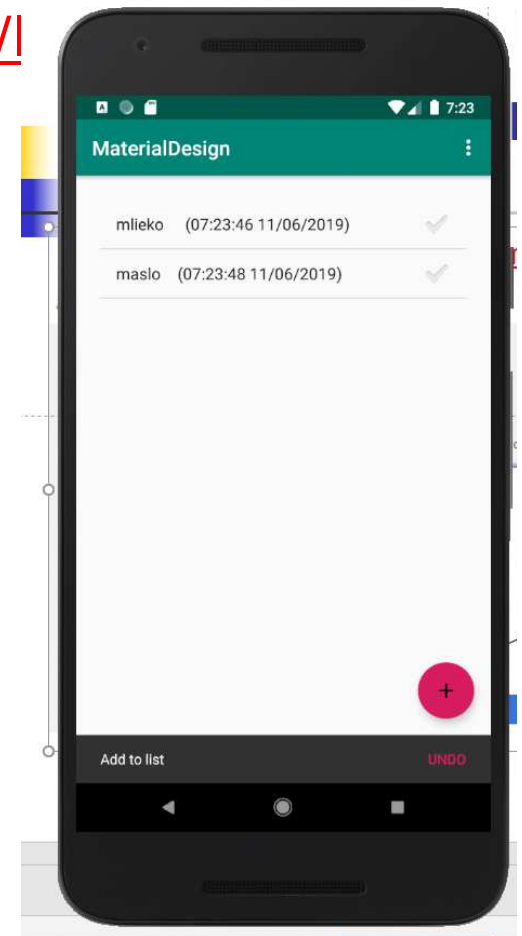 7:23
MaterialDesign
mlieko (07:23:46 11/06/2019)
maslo (07:23:48 11/06/2019)
+
Add to list UNDO